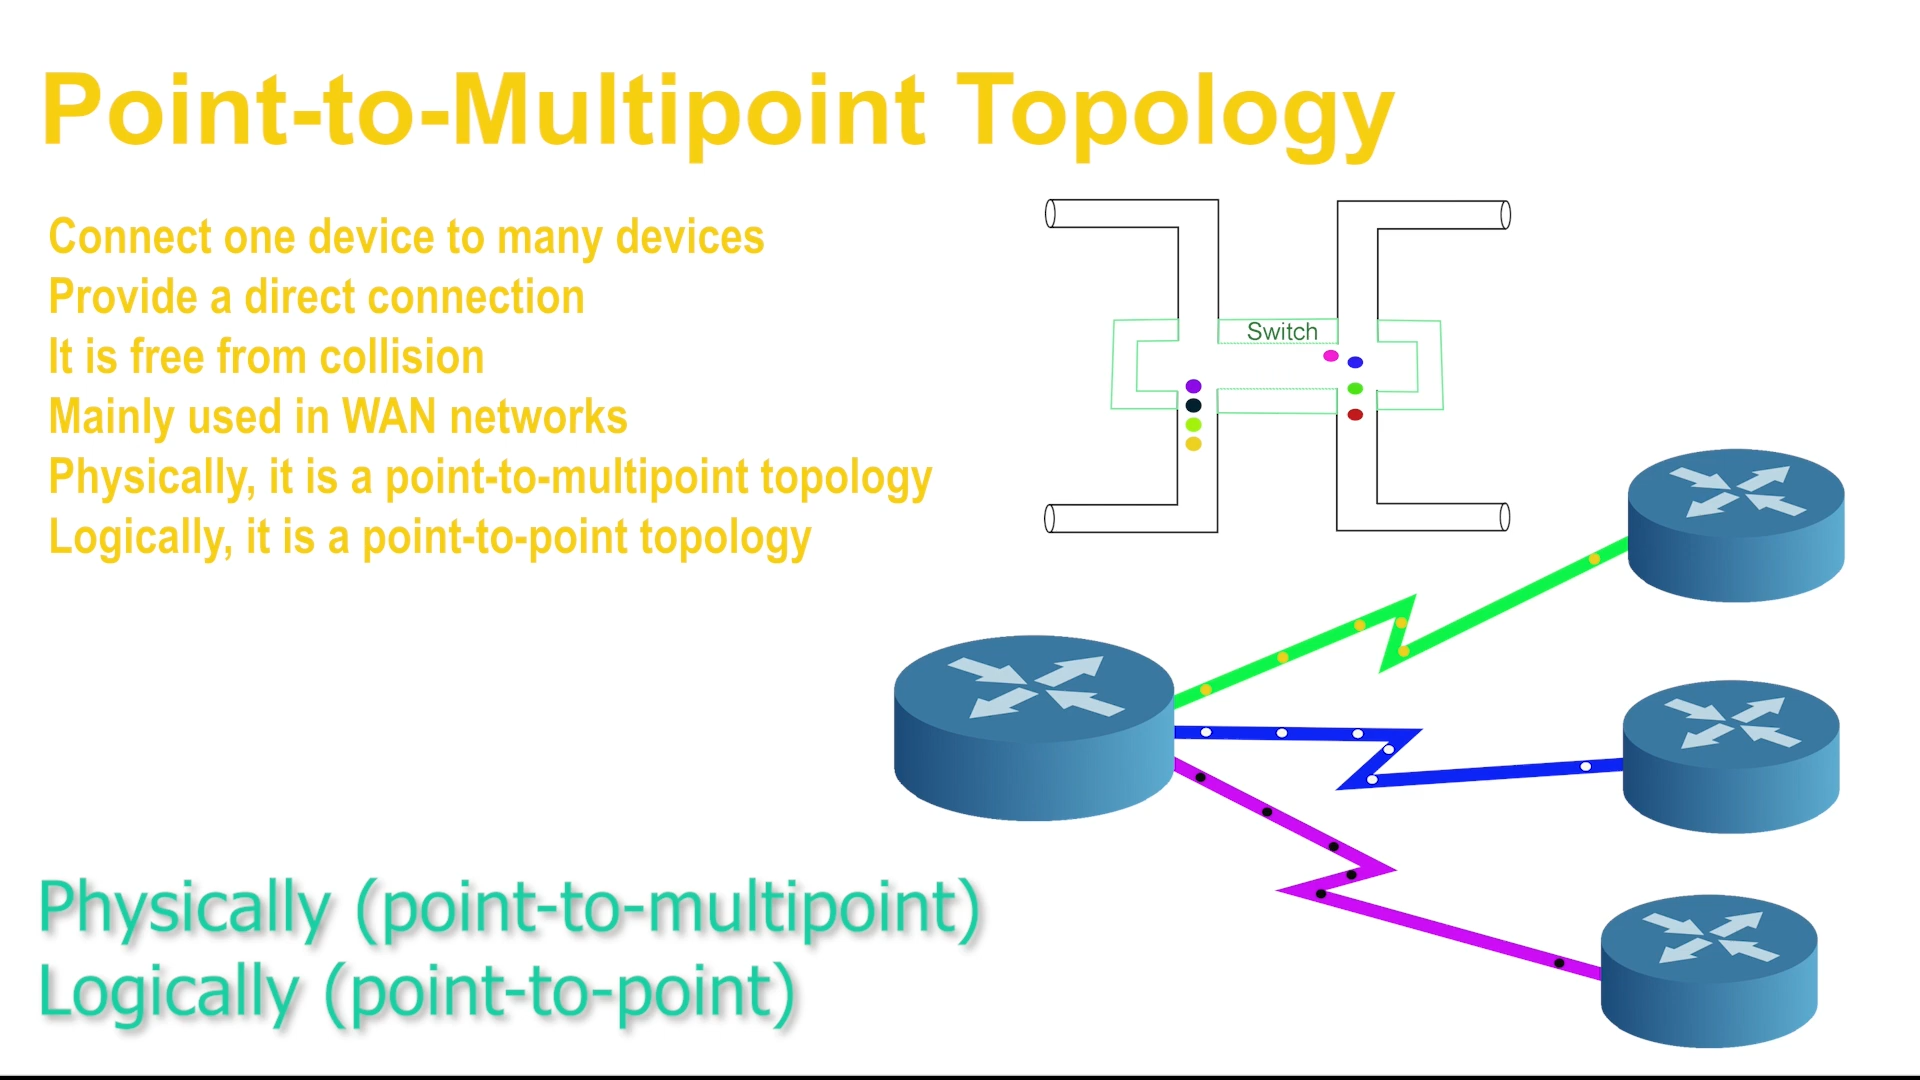 Point-to-Multipoint Topology
Connect one device to many devices
Provide a direct connection
It is free from collision
Mainly used in WAN networks
Physically, it is a point-to-multipoint topology
Logically, it is a point-to-point topology
Switch
Physically (point-to-multipoint)
Logically (point-to-point)